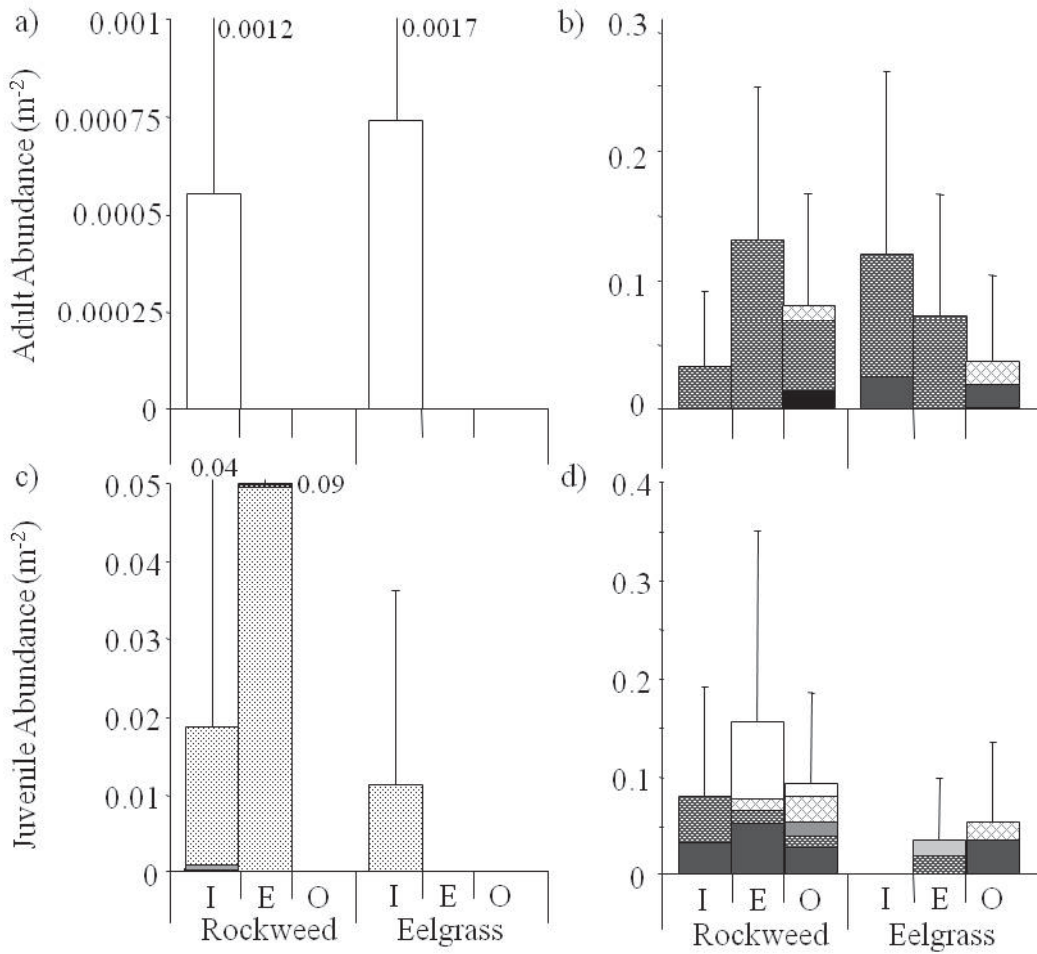 a)
Adult Abundance (m-2)
0.001
0.00075
0.0005
0.00025
0
0.0012
0.0017
b)
0.3
0.2
0.1
0
c)
Juvenile Abundance (m-2)
0.05
0.04
0.03
0.02
0.01
0
0.04
0.09
I E O I E O
Rockweed Eelgrass
d)
0.4
0.3
0.2
0.1
0
I E O I E O
Rockweed Eelgrass